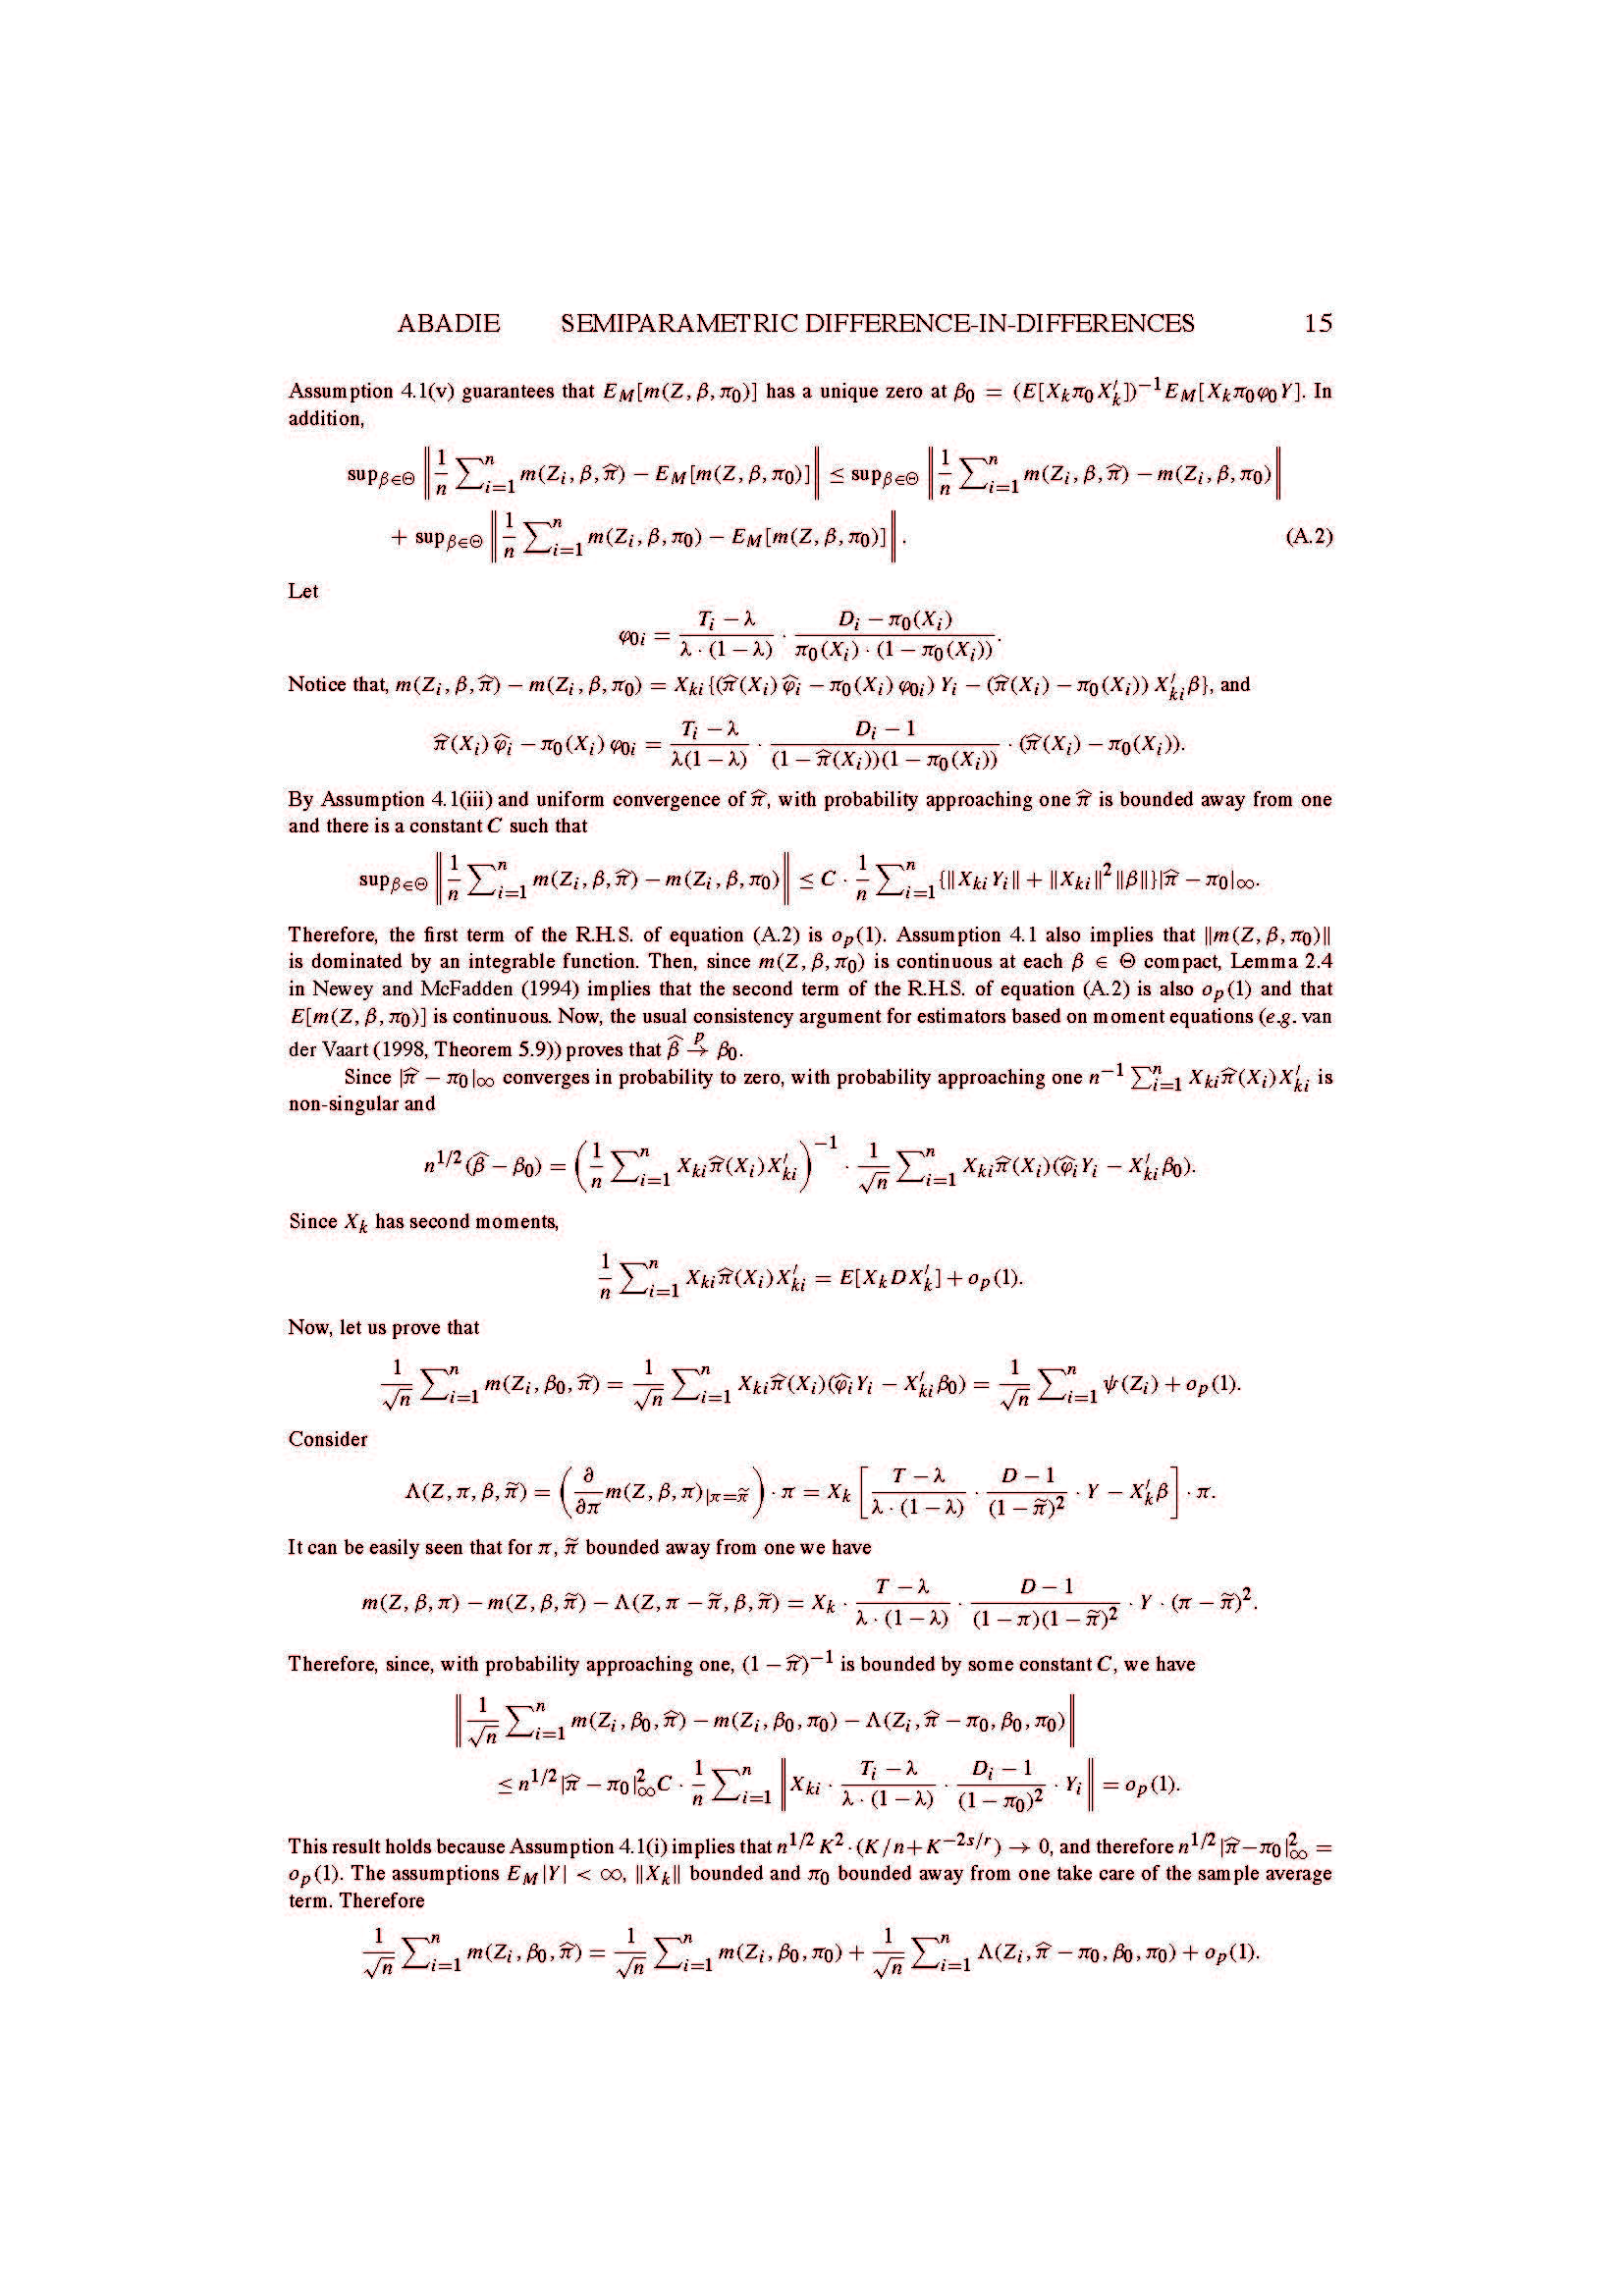 ABADIE SEMIPARAMETRIC DIFFERENCE-IN-DIFFERENCES 15
Assumption 4.1(v) guarantees that $E_M[m(Z, \beta, \pi_0)]$ has a unique zero at $\beta_0 = (E[X_k \pi_0 X_k'])^{-1} E_M[X_k \pi_0 \varphi_0 Y]$. In
addition,
$\sup_{\beta \in \Theta} \left\| \frac{1}{n} \sum_{i=1}^n m(Z_i, \beta, \widehat{\pi}) - E_M[m(Z, \beta, \pi_0)] \right\| \leq \sup_{\beta \in \Theta} \left\| \frac{1}{n} \sum_{i=1}^n m(Z_i, \beta, \widehat{\pi}) - m(Z_i, \beta, \pi_0) \right\|$
$+ \sup_{\beta \in \Theta} \left\| \frac{1}{n} \sum_{i=1}^n m(Z_i, \beta, \pi_0) - E_M[m(Z, \beta, \pi_0)] \right\|.$ (A.2)
Let
$\varphi_{0i} = \frac{T_i - \lambda}{\lambda \cdot (1 - \lambda)} \cdot \frac{D_i - \pi_0(X_i)}{\pi_0(X_i) \cdot (1 - \pi_0(X_i))}.$
Notice that, $m(Z_i, \beta, \widehat{\pi}) - m(Z_i, \beta, \pi_0) = X_{ki}\{(\widehat{\pi}(X_i)\widehat{\varphi}_i - \pi_0(X_i)\varphi_{0i})Y_i - (\widehat{\pi}(X_i) - \pi_0(X_i))X_{ki}'\beta\}$, and
$\widehat{\pi}(X_i)\widehat{\varphi}_i - \pi_0(X_i)\varphi_{0i} = \frac{T_i - \lambda}{\lambda(1 - \lambda)} \cdot \frac{D_i - 1}{(1 - \widehat{\pi}(X_i))(1 - \pi_0(X_i))} \cdot (\widehat{\pi}(X_i) - \pi_0(X_i)).$
By Assumption 4.1(iii) and uniform convergence of $\widehat{\pi}$, with probability approaching one $\widehat{\pi}$ is bounded away from one
and there is a constant $C$ such that
$\sup_{\beta \in \Theta} \left\| \frac{1}{n} \sum_{i=1}^n m(Z_i, \beta, \widehat{\pi}) - m(Z_i, \beta, \pi_0) \right\| \leq C \cdot \frac{1}{n} \sum_{i=1}^n \{\|X_{ki} Y_i\| + \|X_{ki}\|^2 \|\beta\|\} |\widehat{\pi} - \pi_0|_\infty.$
Therefore, the first term of the R.H.S. of equation (A.2) is $o_p(1)$. Assumption 4.1 also implies that $\|m(Z, \beta, \pi_0)\|$
is dominated by an integrable function. Then, since $m(Z, \beta, \pi_0)$ is continuous at each $\beta \in \Theta$ compact, Lemma 2.4
in Newey and McFadden (1994) implies that the second term of the R.H.S. of equation (A.2) is also $o_p(1)$ and that
$E[m(Z, \beta, \pi_0)]$ is continuous. Now, the usual consistency argument for estimators based on moment equations (e.g. van
der Vaart (1998, Theorem 5.9)) proves that $\widehat{\beta} \xrightarrow{p} \beta_0$.
Since $|\widehat{\pi} - \pi_0|_\infty$ converges in probability to zero, with probability approaching one $n^{-1} \sum_{i=1}^n X_{ki} \widehat{\pi}(X_i) X_{ki}'$ is
non-singular and
$n^{1/2}(\widehat{\beta} - \beta_0) = \left( \frac{1}{n} \sum_{i=1}^n X_{ki} \widehat{\pi}(X_i) X_{ki}' \right)^{-1} \cdot \frac{1}{\sqrt{n}} \sum_{i=1}^n X_{ki} \widehat{\pi}(X_i)(\widehat{\varphi}_i Y_i - X_{ki}' \beta_0).$
Since $X_k$ has second moments,
$\frac{1}{n} \sum_{i=1}^n X_{ki} \widehat{\pi}(X_i) X_{ki}' = E[X_k D X_k'] + o_p(1).$
Now, let us prove that
$\frac{1}{\sqrt{n}} \sum_{i=1}^n m(Z_i, \beta_0, \widehat{\pi}) = \frac{1}{\sqrt{n}} \sum_{i=1}^n X_{ki} \widehat{\pi}(X_i)(\widehat{\varphi}_i Y_i - X_{ki}' \beta_0) = \frac{1}{\sqrt{n}} \sum_{i=1}^n \psi(Z_i) + o_p(1).$
Consider
$\Lambda(Z, \pi, \beta, \widetilde{\pi}) = \left( \frac{\partial}{\partial \pi} m(Z, \beta, \pi)_{|\pi = \widetilde{\pi}} \right) \cdot \pi = X_k \left[ \frac{T - \lambda}{\lambda \cdot (1 - \lambda)} \cdot \frac{D - 1}{(1 - \widetilde{\pi})^2} \cdot Y - X_k' \beta \right] \cdot \pi.$
It can be easily seen that for $\pi$, $\widetilde{\pi}$ bounded away from one we have
$m(Z, \beta, \pi) - m(Z, \beta, \widetilde{\pi}) - \Lambda(Z, \pi - \widetilde{\pi}, \beta, \widetilde{\pi}) = X_k \cdot \frac{T - \lambda}{\lambda \cdot (1 - \lambda)} \cdot \frac{D - 1}{(1 - \pi)(1 - \widetilde{\pi})^2} \cdot Y \cdot (\pi - \widetilde{\pi})^2.$
Therefore, since, with probability approaching one, $(1 - \widehat{\pi})^{-1}$ is bounded by some constant $C$, we have
$\left\| \frac{1}{\sqrt{n}} \sum_{i=1}^n m(Z_i, \beta_0, \widehat{\pi}) - m(Z_i, \beta_0, \pi_0) - \Lambda(Z_i, \widehat{\pi} - \pi_0, \beta_0, \pi_0) \right\|$
$\leq n^{1/2} |\widehat{\pi} - \pi_0|_\infty^2 C \cdot \frac{1}{n} \sum_{i=1}^n \left\| X_{ki} \cdot \frac{T_i - \lambda}{\lambda \cdot (1 - \lambda)} \cdot \frac{D_i - 1}{(1 - \pi_0)^2} \cdot Y_i \right\| = o_p(1).$
This result holds because Assumption 4.1(i) implies that $n^{1/2} K^2 \cdot (K/n + K^{-2s/r}) \to 0$, and therefore $n^{1/2} |\widehat{\pi} - \pi_0|_\infty^2 =$
$o_p(1)$. The assumptions $E_M|Y| < \infty$, $\|X_k\|$ bounded and $\pi_0$ bounded away from one take care of the sample average
term. Therefore
$\frac{1}{\sqrt{n}} \sum_{i=1}^n m(Z_i, \beta_0, \widehat{\pi}) = \frac{1}{\sqrt{n}} \sum_{i=1}^n m(Z_i, \beta_0, \pi_0) + \frac{1}{\sqrt{n}} \sum_{i=1}^n \Lambda(Z_i, \widehat{\pi} - \pi_0, \beta_0, \pi_0) + o_p(1).$